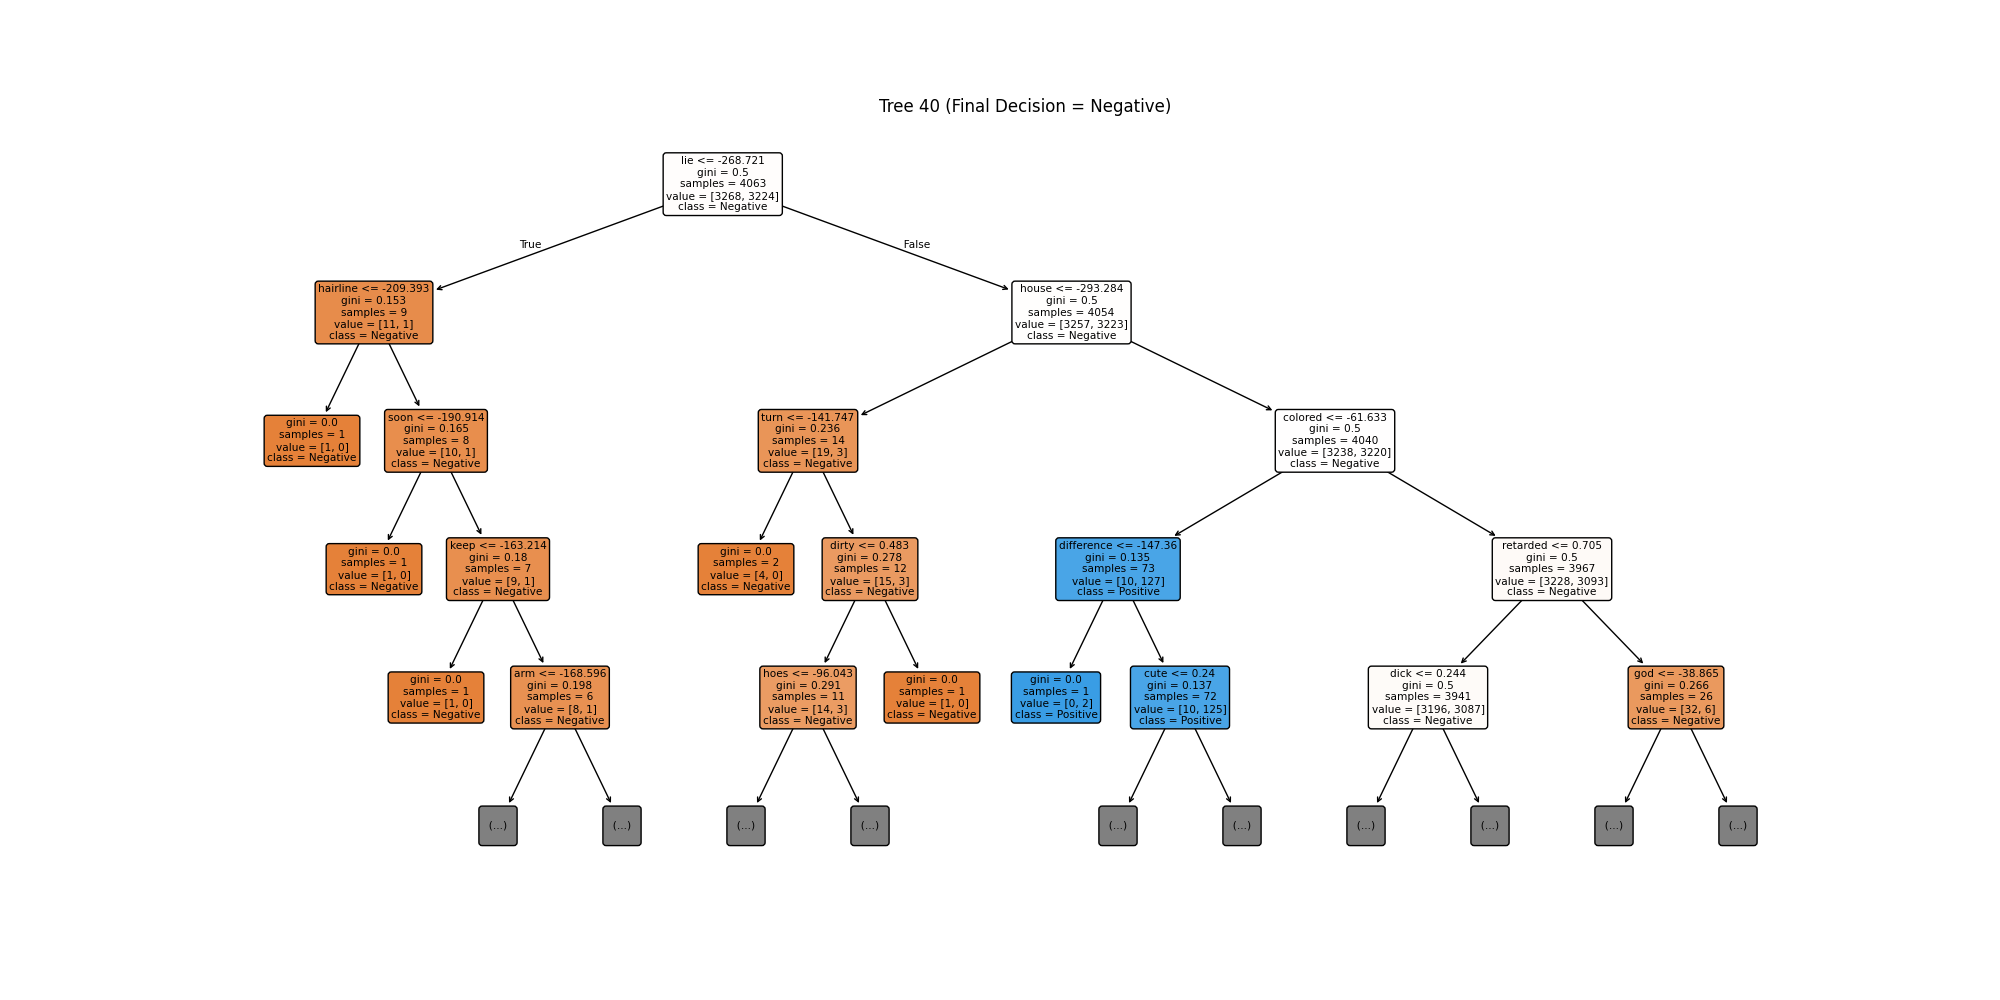 Tree 40 (Final Decision = Negative)
lie <= -268.721
gini = 0.5
samples = 4063
value = [3268, 3224]
class = Negative
True
False
hairline <= -209.393
gini = 0.153
samples = 9
value = [11, 1]
class = Negative
house <= -293.284
gini = 0.5
samples = 4054
value = [3257, 3223]
class = Negative
gini = 0.0
samples = 1
value = [1, 0]
class = Negative
soon <= -190.914
gini = 0.165
samples = 8
value = [10, 1]
class = Negative
turn <= -141.747
gini = 0.236
samples = 14
value = [19, 3]
class = Negative
colored <= -61.633
gini = 0.5
samples = 4040
value = [3238, 3220]
class = Negative
gini = 0.0
samples = 1
value = [1, 0]
class = Negative
keep <= -163.214
gini = 0.18
samples = 7
value = [9, 1]
class = Negative
gini = 0.0
samples = 2
value = [4, 0]
class = Negative
dirty <= 0.483
gini = 0.278
samples = 12
value = [15, 3]
class = Negative
difference <= -147.36
gini = 0.135
samples = 73
value = [10, 127]
class = Positive
retarded <= 0.705
gini = 0.5
samples = 3967
value = [3228, 3093]
class = Negative
gini = 0.0
samples = 1
value = [1, 0]
class = Negative
arm <= -168.596
gini = 0.198
samples = 6
value = [8, 1]
class = Negative
hoes <= -96.043
gini = 0.291
samples = 11
value = [14, 3]
class = Negative
gini = 0.0
samples = 1
value = [1, 0]
class = Negative
gini = 0.0
samples = 1
value = [0, 2]
class = Positive
cute <= 0.24
gini = 0.137
samples = 72
value = [10, 125]
class = Positive
dick <= 0.244
gini = 0.5
samples = 3941
value = [3196, 3087]
class = Negative
god <= -38.865
gini = 0.266
samples = 26
value = [32, 6]
class = Negative
(...)
(...)
(...)
(...)
(...)
(...)
(...)
(...)
(...)
(...)